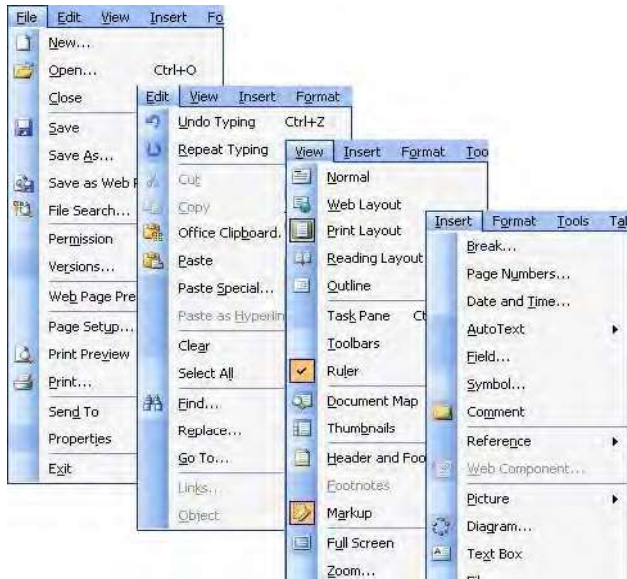 File Edit View Insert Fo
New...
Open... Ctrl+O
Close
Save
Save As...
Save as Web P
File Search...
Permission
Versions...
Web Page Pre
Page Setup...
Print Preview
Print...
Send To
Properties
Exit
Edit View Insert Format
Undo Typing Ctrl+Z
Repeat Typing
Cut
Copy
Office Clipboard.
Paste
Paste Special...
Paste as Hyperlin
Clear
Select All
Find...
Replace...
Go To...
Links...
Object
View Insert Format Too
Normal
Web Layout
Print Layout
Reading Layout
Outline
Task Pane Ct
Toolbars
Ruler
Document Map
Thumbnails
Header and Foo
Footnotes
Markup
Full Screen
Zoom...
Insert Format Tools Tal
Break...
Page Numbers...
Date and Time...
AutoText
Field...
Symbol...
Comment
Reference
Web Component...
Picture
Diagram...
Text Box